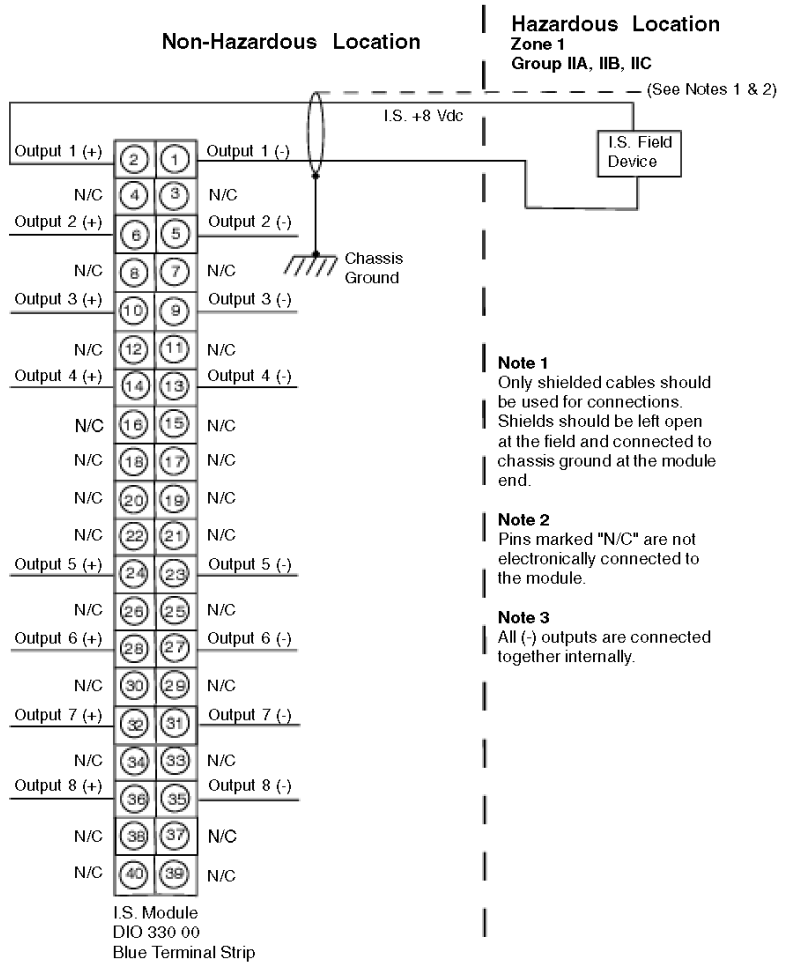 Non-Hazardous Location
Hazardous Location
Zone 1
Group IIA, IIB, IIC
(See Notes 1 & 2)
I.S. +8 Vdc
I.S. Field
Device
Output 1 (+) 2 1 Output 1 (-)
N/C 4 3 N/C
Output 2 (+) 6 5 Output 2 (-)
N/C 8 7 N/C
Chassis
Ground
Output 3 (+) 10 9 Output 3 (-)
N/C 12 11 N/C
Output 4 (+) 14 13 Output 4 (-)
N/C 16 15 N/C
N/C 18 17 N/C
N/C 20 19 N/C
N/C 22 21 N/C
Output 5 (+) 24 23 Output 5 (-)
N/C 26 25 N/C
Output 6 (+) 28 27 Output 6 (-)
N/C 30 29 N/C
Output 7 (+) 32 31 Output 7 (-)
N/C 34 33 N/C
Output 8 (+) 36 35 Output 8 (-)
N/C 38 37 N/C
N/C 40 39 N/C
I.S. Module
DIO 330 00
Blue Terminal Strip
Note 1
Only shielded cables should
be used for connections.
Shields should be left open
at the field and connected to
chassis ground at the module
end.
Note 2
Pins marked "N/C" are not
electronically connected to
the module.
Note 3
All (-) outputs are connected
together internally.